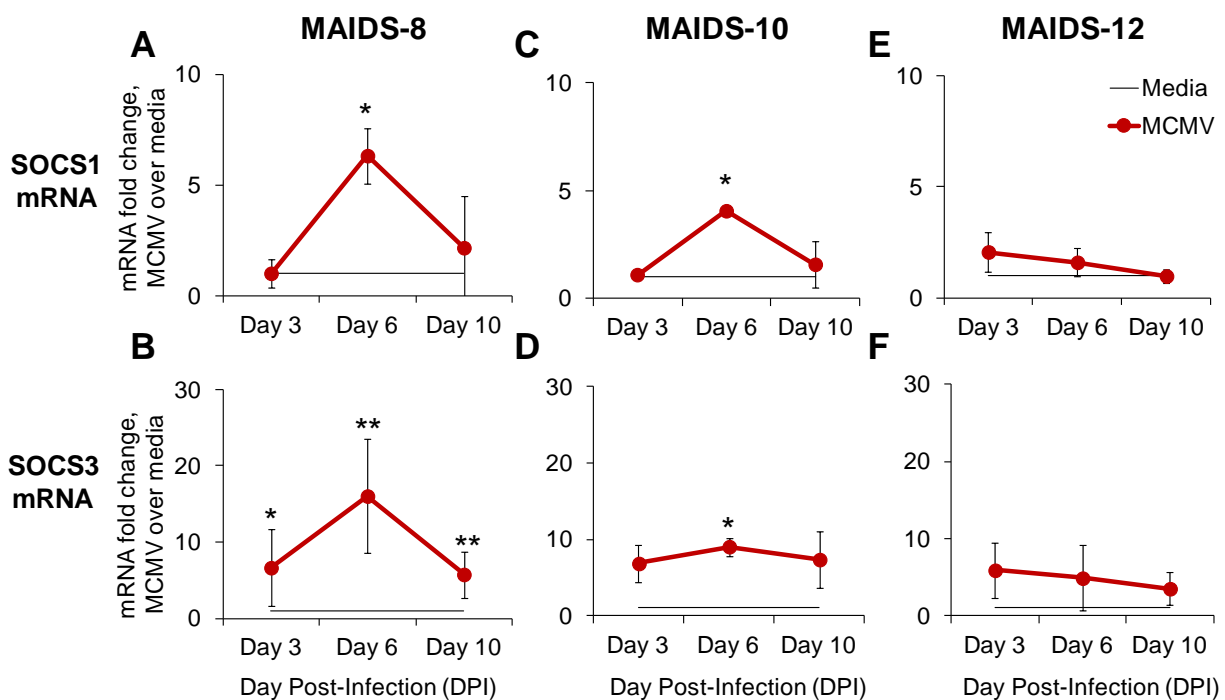 MAIDS-8
MAIDS-10
MAIDS-12
A
C
E
SOCS1
mRNA
mRNA fold change,
MCMV over media
10
5
0
*
Day 3 Day 6 Day 10
10
5
0
*
Day 3 Day 6 Day 10
10
5
0
Media
MCMV
Day 3 Day 6 Day 10
B
D
F
SOCS3
mRNA
mRNA fold change,
MCMV over media
30
20
10
0
*
**
**
Day 3 Day 6 Day 10
Day Post-Infection (DPI)
30
20
10
0
*
Day 3 Day 6 Day 10
Day Post-Infection (DPI)
30
20
10
0
Day 3 Day 6 Day 10
Day Post-Infection (DPI)